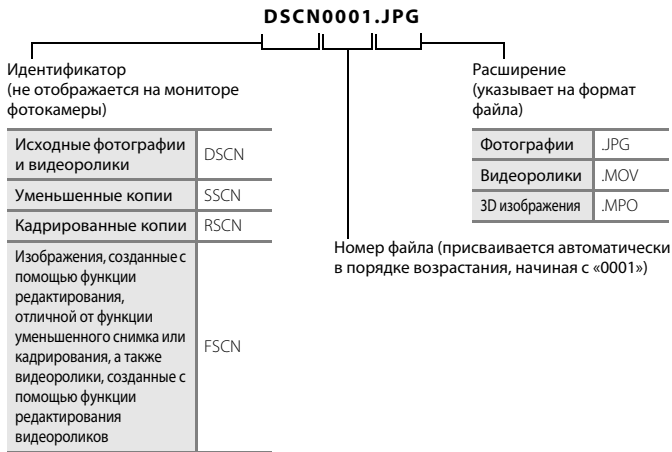 DSCN0001.JPG
Идентификатор
(не отображается на мониторе
фотокамеры)
Исходные фотографии
и видеоролики
DSCN
Уменьшенные копии
SSCN
Кадрированные копии
RSCN
Изображения, созданные с
помощью функции
редактирования,
отличной от функции
уменьшенного снимка или
кадрирования, а также
видеоролики, созданные с
помощью функции
редактирования
видеороликов
FSCN
Расширение
(указывает на формат
файла)
Фотографии
.JPG
Видеоролики
.MOV
3D изображения
.MPO
Номер файла (присваивается автоматически
в порядке возрастания, начиная с «0001»)